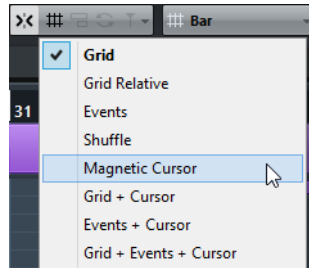 Bar
Grid
Grid Relative
31
Events
Shuffle
Magnetic Cursor
Grid + Cursor
Events + Cursor
Grid + Events + Cursor